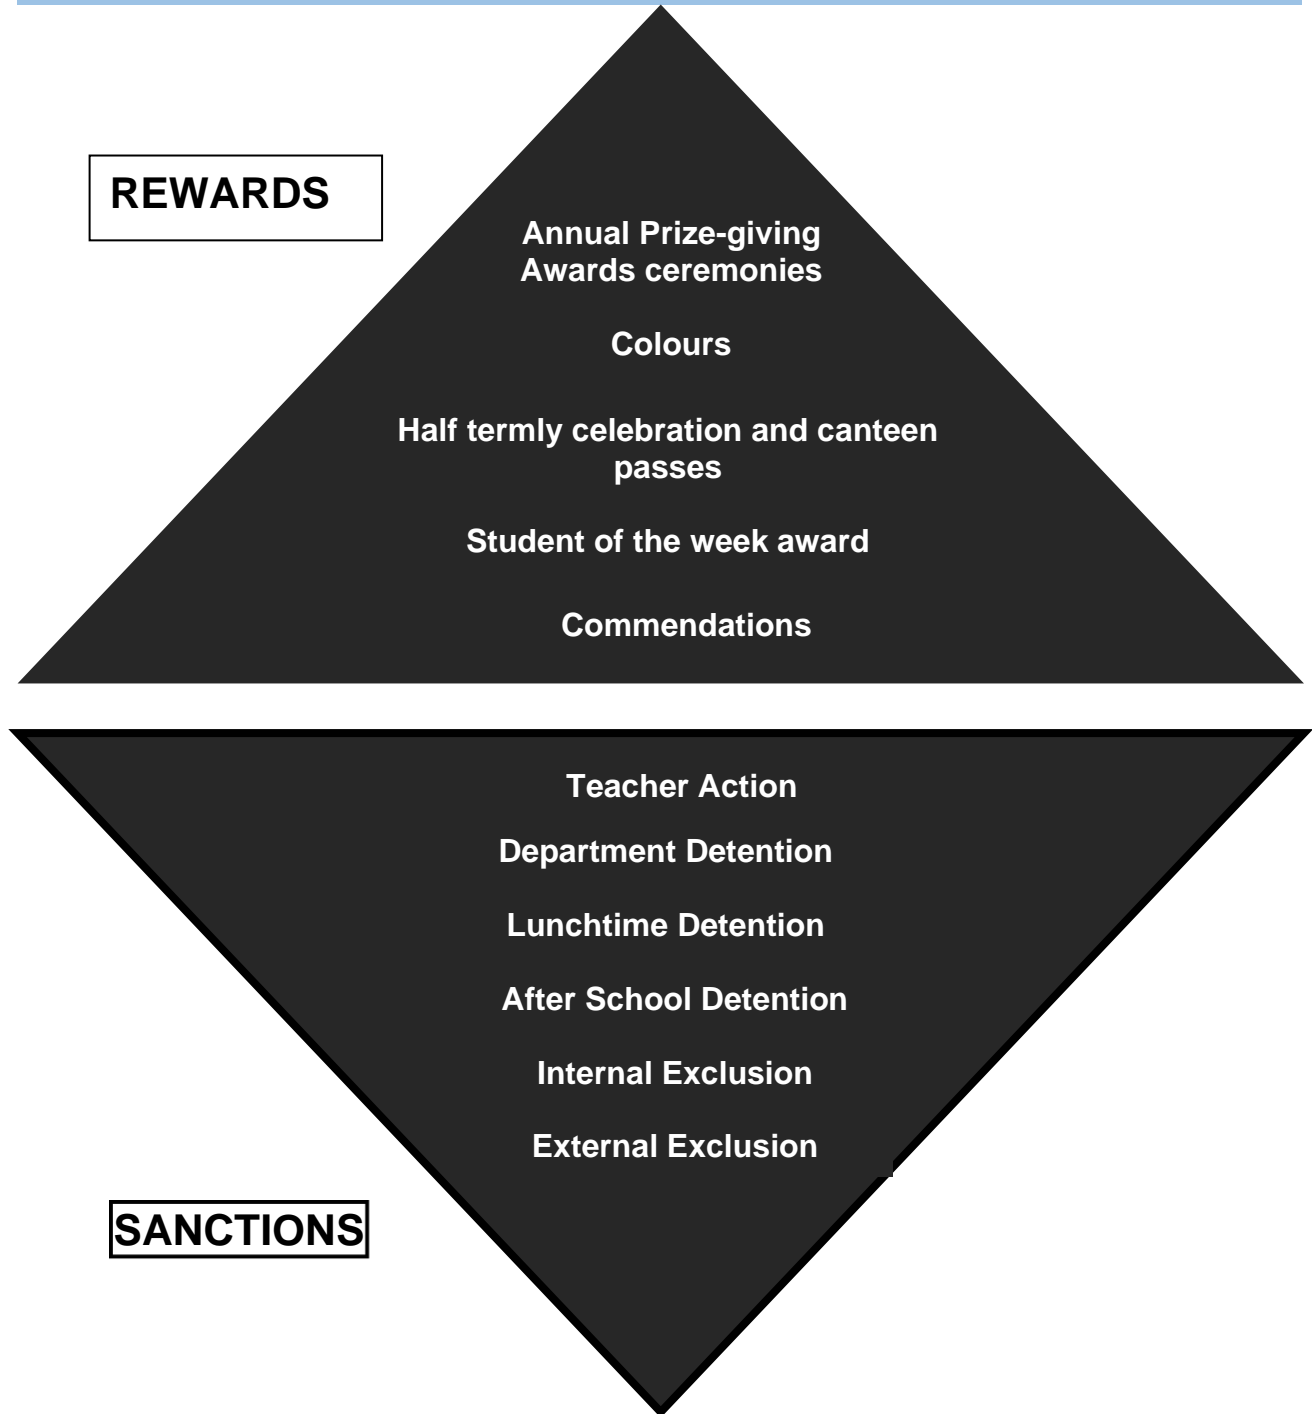 REWARDS
Annual Prize-giving
Awards ceremonies
Colours
Half termly celebration and canteen
passes
Student of the week award
Commendations
Teacher Action
Department Detention
Lunchtime Detention
After School Detention
Internal Exclusion
External Exclusion
SANCTIONS